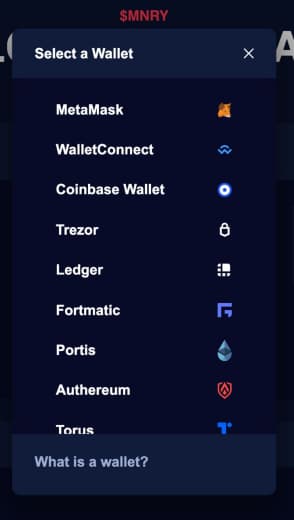 $MNRY
Select a Wallet
MetaMask
WalletConnect
Coinbase Wallet
Trezor
Ledger
Fortmatic
Portis
Authereum
Torus
What is a wallet?